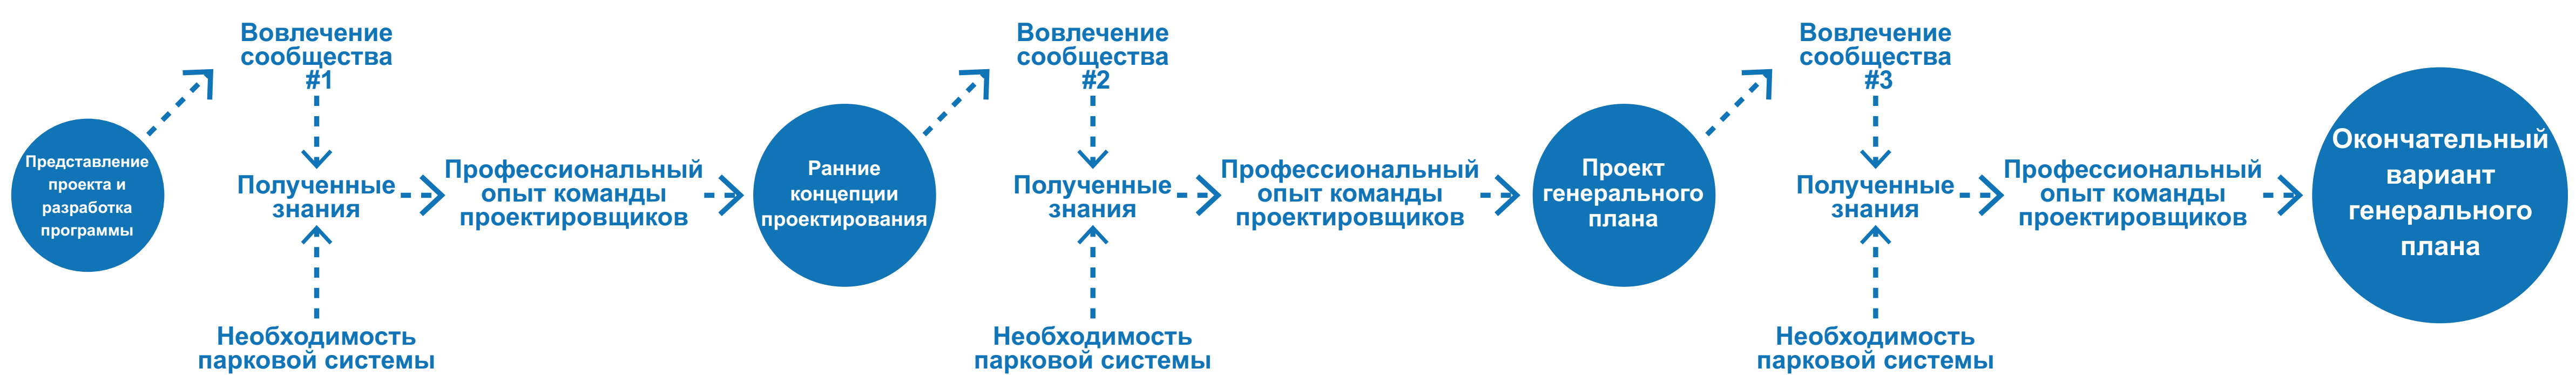 Представление
проекта и
разработка
программы
Вовлечение
сообщества
#1
Полученные
знания
Необходимость
парковой системы
Профессиональный
опыт команды
проектировщиков
Ранние
концепции
проектирования
Вовлечение
сообщества
#2
Полученные
знания
Необходимость
парковой системы
Профессиональный
опыт команды
проектировщиков
Проект
генерального
плана
Вовлечение
сообщества
#3
Полученные
знания
Необходимость
парковой системы
Профессиональный
опыт команды
проектировщиков
Окончательный
вариант
генерального
плана